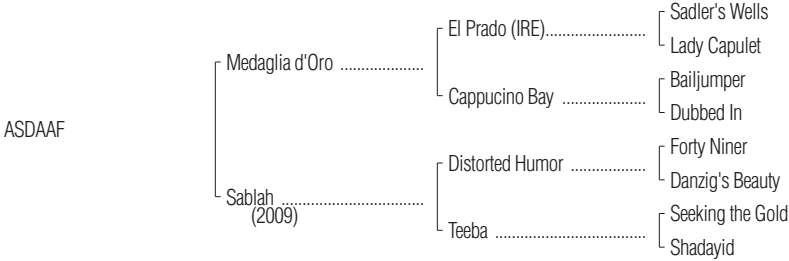 Sadler's Wells
El Prado (IRE)........................
Lady Capulet
Medaglia d'Oro ....................
Bailjumper
Cappucino Bay ....................
Dubbed In
ASDAAF
Forty Niner
Distorted Humor ..................
Danzig's Beauty
Sablah ..................................
(2009)
Seeking the Gold
Teeba ....................................
Shadayid